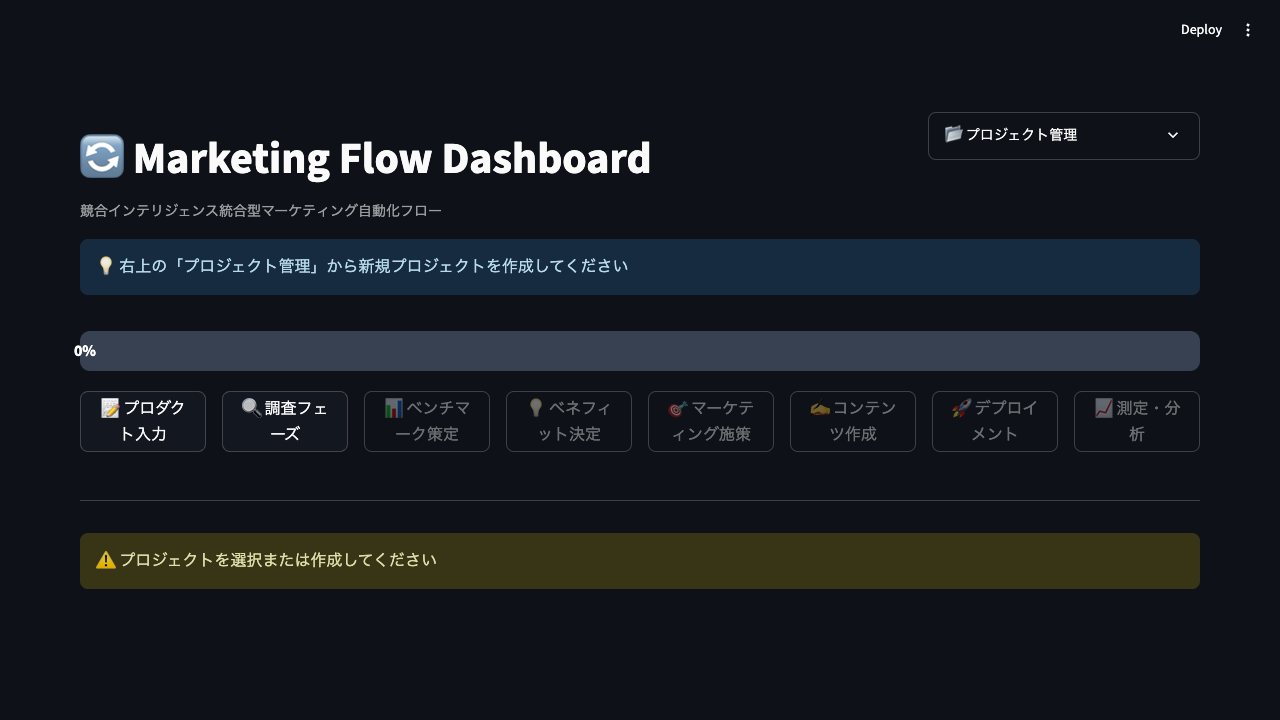 Deploy
📁 プロジェクト管理
🔄 Marketing Flow Dashboard
競合インテリジェンス統合型マーケティング自動化フロー
💡 右上の「プロジェクト管理」から新規プロジェクトを作成してください
0%
📝 プロダク
ト入力
🔍 調査フェ
ーズ
📊 ベンチマ
ーク策定
💡 ベネフィ
ット決定
🎯 マーケテ
ィング施策
✍️ コンテン
ツ作成
🚀 デプロイ
メント
📈 測定・分
析
⚠️ プロジェクトを選択または作成してください